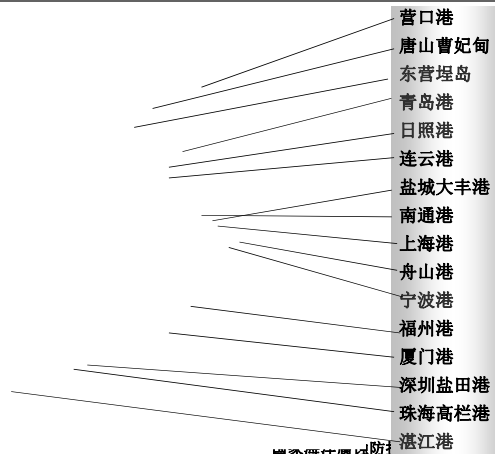 营口港
唐山曹妃甸
东营埕岛
青岛港
日照港
连云港
盐城大丰港
南通港
上海港
舟山港
宁波港
福州港
厦门港
深圳盐田港
珠海高栏港
湛江港